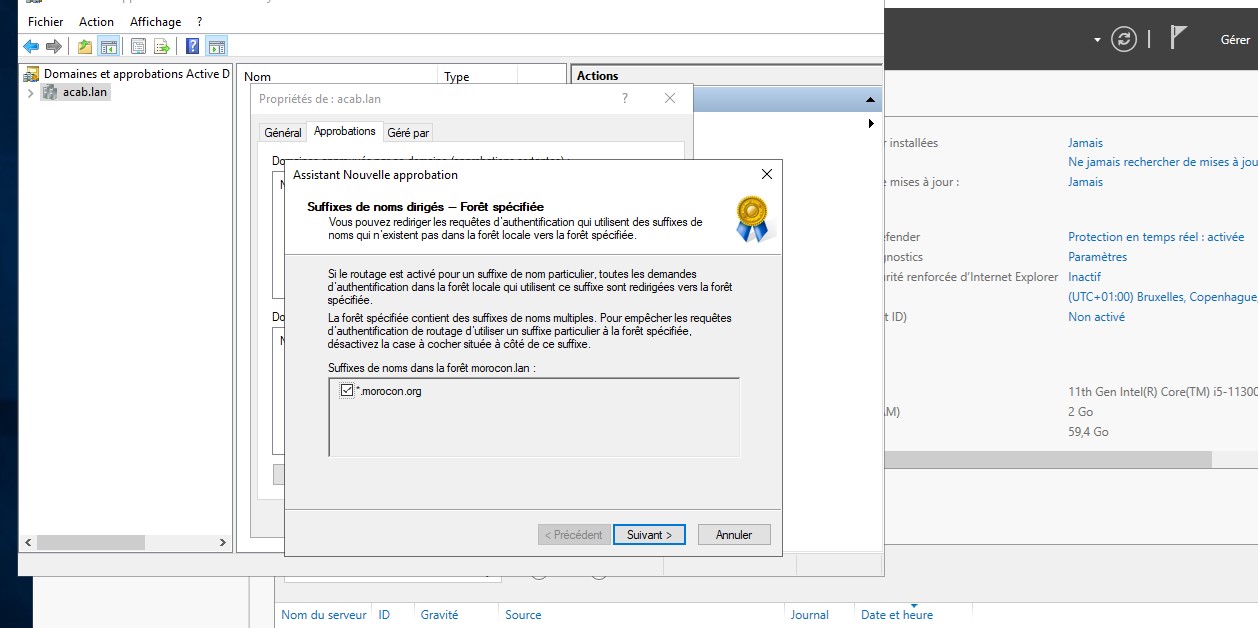 Fichier Action Affichage ?
Gérer
Domaines et approbations Active D
acab.lan
Nom Type
Actions
Propriétés de : acab.lan ?
Général Approbations Géré par
Assistant Nouvelle approbation
Suffixes de noms dirigés – Forêt spécifiée
Vous pouvez rediriger les requêtes d'authentification qui utilisent des suffixes de
noms qui n'existent pas dans la forêt locale vers la forêt spécifiée.
Si le routage est activé pour un suffixe de nom particulier, toutes les demandes
d'authentification dans la forêt locale qui utilisent ce suffixe sont redirigées vers la forêt
spécifiée.
La forêt spécifiée contient des suffixes de noms multiples. Pour empêcher les requêtes
d'authentification de routage d'utiliser un suffixe particulier à la forêt spécifiée,
désactivez la case à cocher située à côté de ce suffixe.
Suffixes de noms dans la forêt morocon.lan :
*.morocon.org
< Précédent Suivant > Annuler
installées Jamais
Ne jamais rechercher de mises à jou
mises à jour : Jamais
efender Protection en temps réel : activée
gnostics Paramètres
urité renforcée d'Internet Explorer Inactif
(UTC+01:00) Bruxelles, Copenhague,
t ID) Non activé
11th Gen Intel(R) Core(TM) i5-11300
AM) 2 Go
59,4 Go
Nom du serveur ID Gravité Source Journal Date et heure